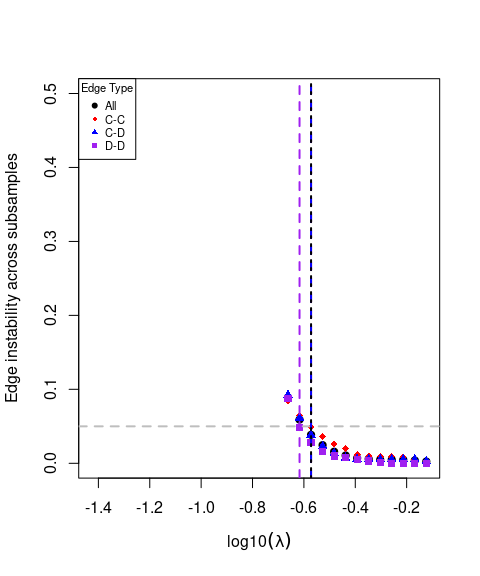 Edge Type
All
C-C
C-D
D-D
Edge instability across subsamples
0.5
0.4
0.3
0.2
0.1
0.0
-1.4 -1.2 -1.0 -0.8 -0.6 -0.4 -0.2
log10(λ)